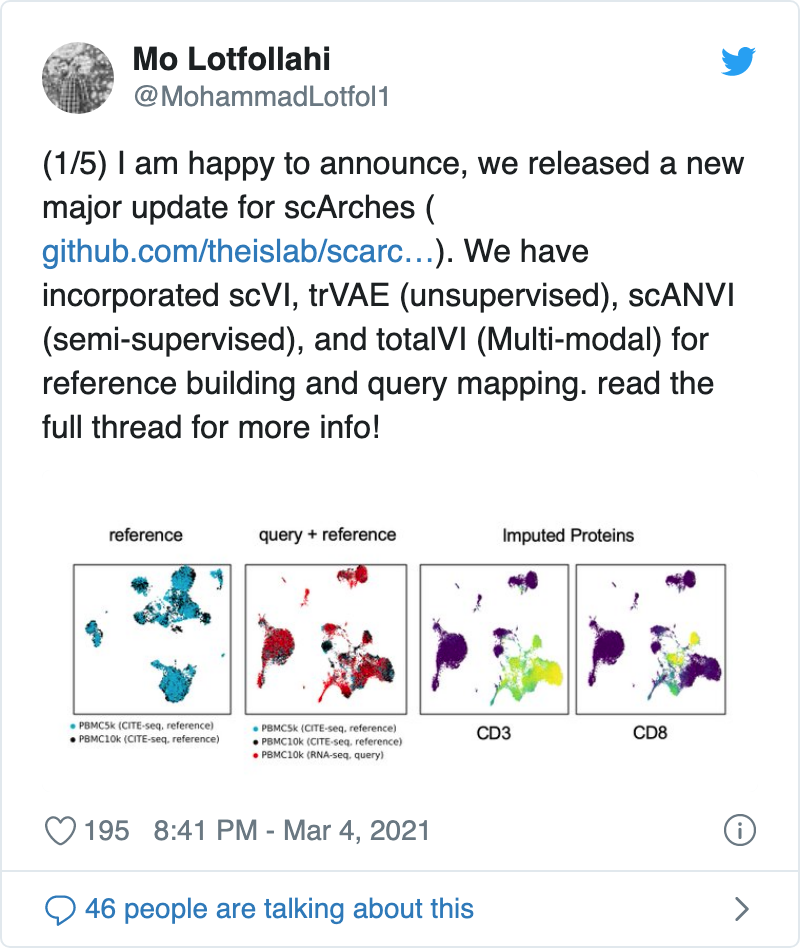 Mo Lotfollahi
@MohammadLotfol1
(1/5) I am happy to announce, we released a new
major update for scArches (
github.com/theislab/scarc…). We have
incorporated scVI, trVAE (unsupervised), scANVI
(semi-supervised), and totalVI (Multi-modal) for
reference building and query mapping. read the
full thread for more info!
reference
query + reference
Imputed Proteins
PBMC5k (CITE-seq, reference)
PBMC10k (CITE-seq, reference)
PBMC5k (CITE-seq, reference)
PBMC10k (CITE-seq, reference)
PBMC10k (RNA-seq, query)
CD3
CD8
195 8:41 PM - Mar 4, 2021
46 people are talking about this